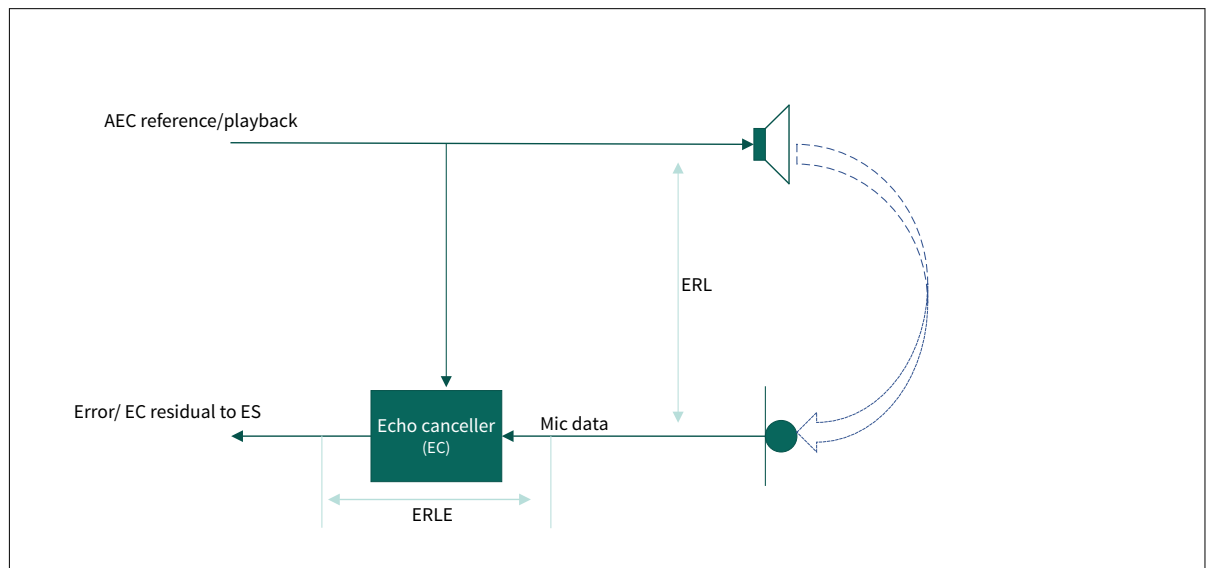 AEC reference/playback
ERL
Error/ EC residual to ES
Echo canceller
(EC)
Mic data
ERLE